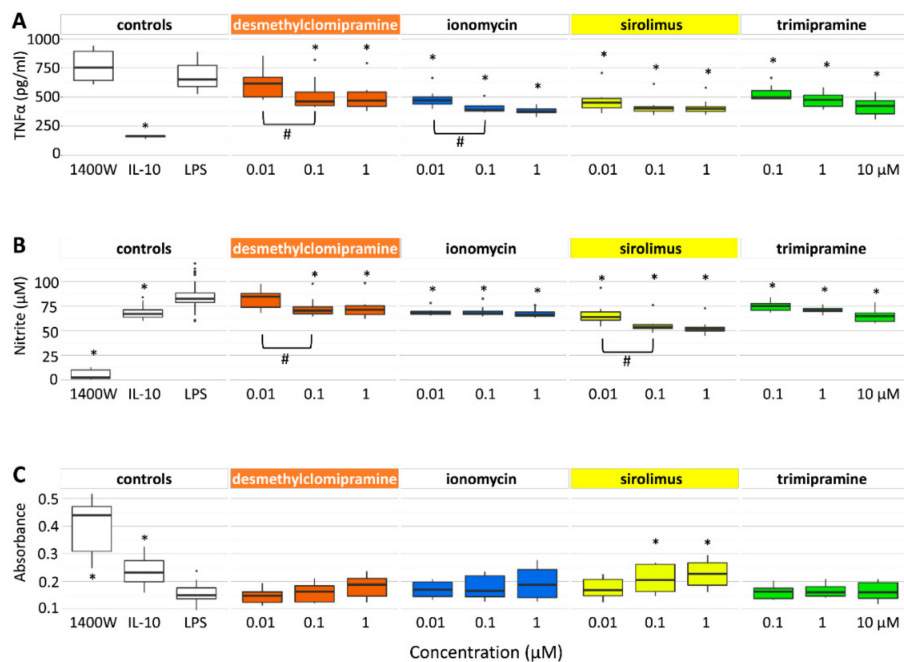 A controls desmethylclomipramine ionomycin sirolimus trimipramine
TNFα (pg/ml)
1000
750
500
250
0
* * * * * * * * * * * *
# #
1400W IL-10 LPS 0.01 0.1 1 0.01 0.1 1 0.01 0.1 1 0.1 1 10 µM
B controls desmethylclomipramine ionomycin sirolimus trimipramine
Nitrite (µM)
100
75
50
25
0
* * * * * * * * * * * * *
# #
1400W IL-10 LPS 0.01 0.1 1 0.01 0.1 1 0.01 0.1 1 0.1 1 10 µM
C controls desmethylclomipramine ionomycin sirolimus trimipramine
Absorbance
0.5
0.4
0.3
0.2
0.1
* * * *
1400W IL-10 LPS 0.01 0.1 1 0.01 0.1 1 0.01 0.1 1 0.1 1 10 µM
Concentration (µM)